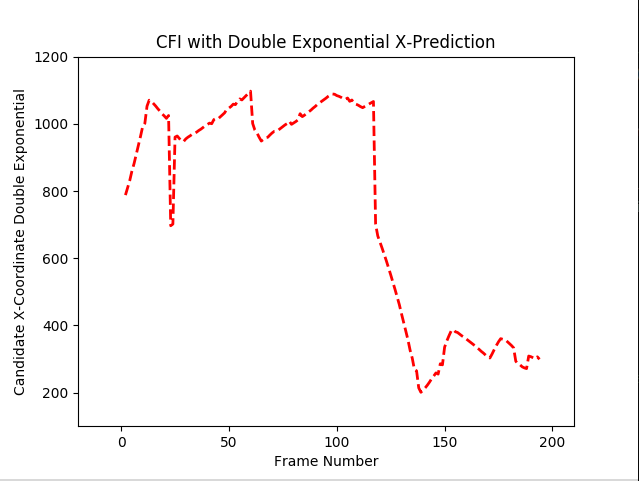 CFI with Double Exponential X-Prediction
Candidate X-Coordinate Double Exponential
1200
1000
800
600
400
200
0 50 100 150 200
Frame Number